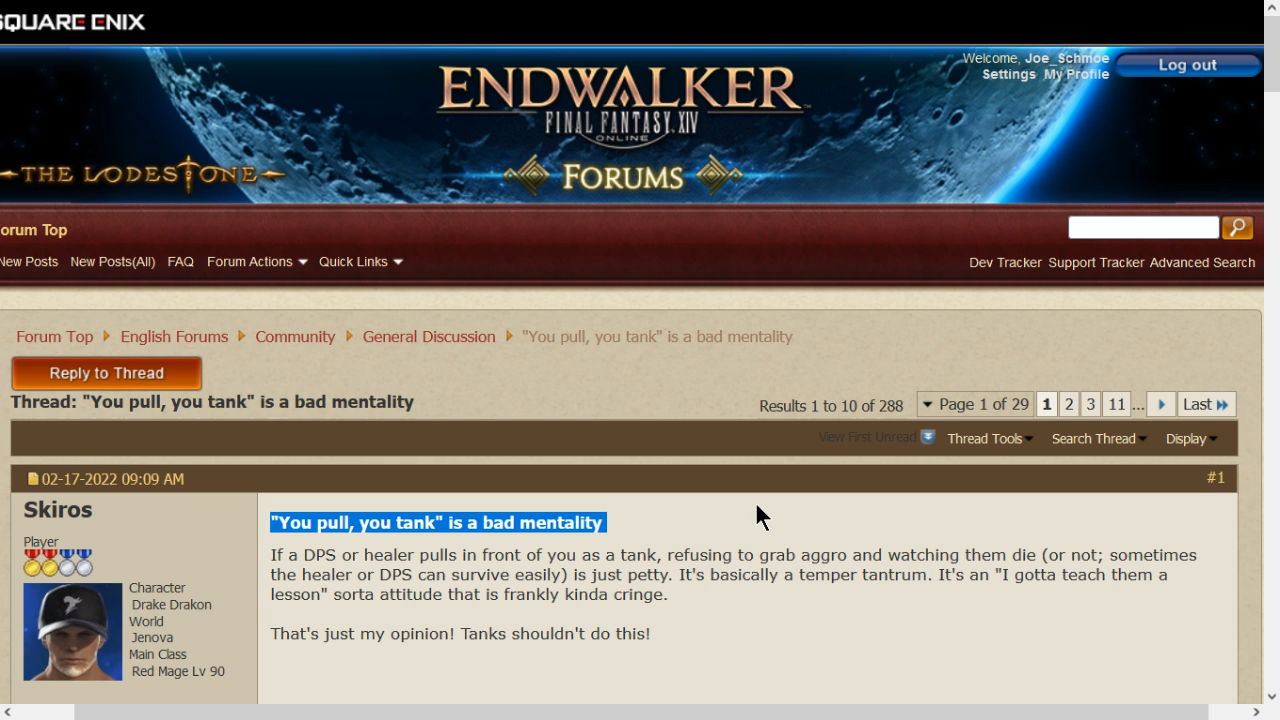 SQUARE ENIX
Welcome, Joe_Schmoe
Settings My Profile
Log out
ENDWALKER
FINAL FANTASY XIV
ONLINE
THE LODESTONE
FORUMS
orum Top
New Posts New Posts(All) FAQ Forum Actions Quick Links
Dev Tracker Support Tracker Advanced Search
Forum Top English Forums Community General Discussion "You pull, you tank" is a bad mentality
Reply to Thread
Thread: "You pull, you tank" is a bad mentality
Results 1 to 10 of 288 Page 1 of 29 1 2 3 11 ... Last
View First Unread Thread Tools Search Thread Display
02-17-2022 09:09 AM #1
Skiros
Player
Character
Drake Drakon
World
Jenova
Main Class
Red Mage Lv 90
"You pull, you tank" is a bad mentality
If a DPS or healer pulls in front of you as a tank, refusing to grab aggro and watching them die (or not; sometimes
the healer or DPS can survive easily) is just petty. It's basically a temper tantrum. It's an "I gotta teach them a
lesson" sorta attitude that is frankly kinda cringe.
That's just my opinion! Tanks shouldn't do this!